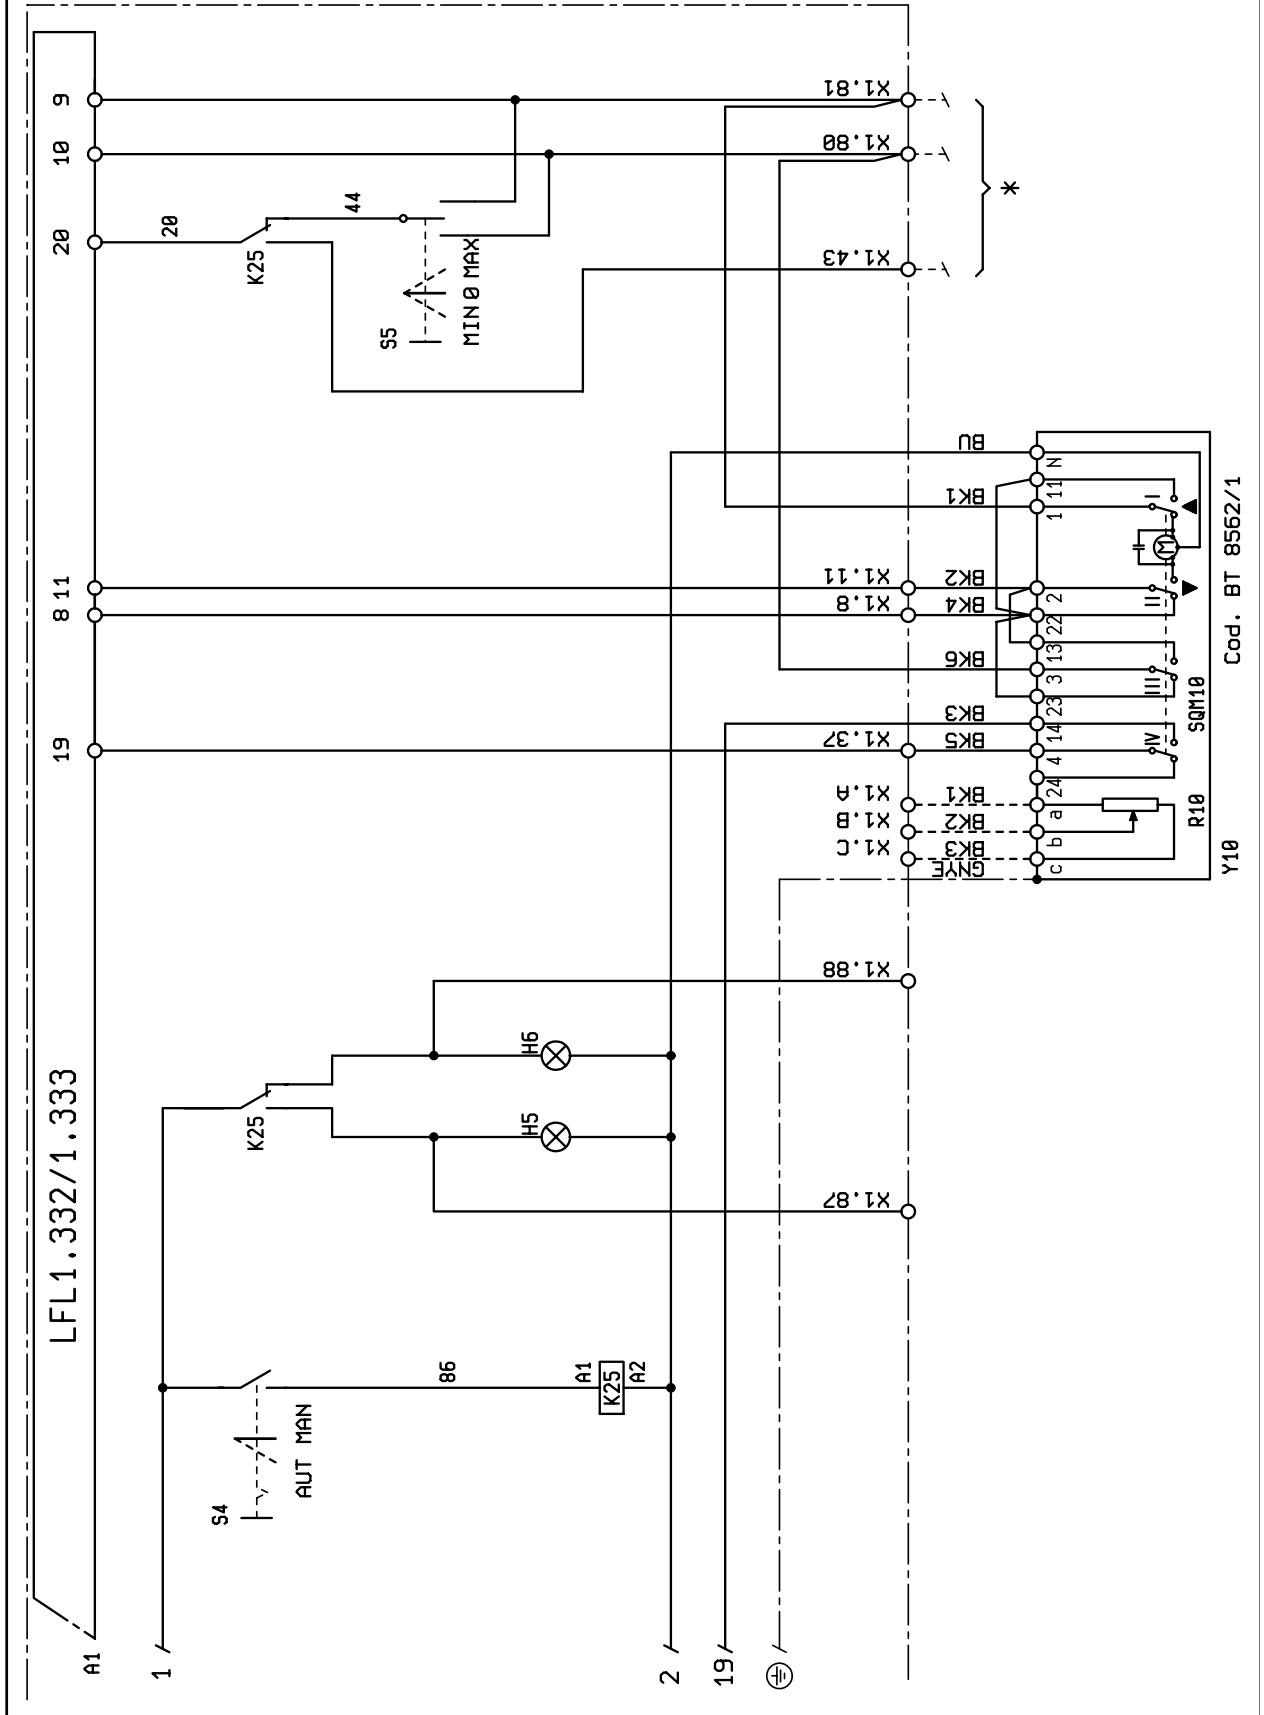 LFL1.332/1.333
A1
19
8
11
20
10
9
1
S4
AUT MAN
K25
20
K25
44
S5
MIN 0 MAX
86
A1
K25
A2
H5
H6
2
19
X1.87
X1.88
X1.C
X1.B
X1.A
X1.37
X1.8
X1.11
X1.43
X1.80
X1.81
*
GNYE
BK3
BK2
BK1
BK5
BK3
BK6
BK4
BK2
BK1
BU
c
b
a
24
4
14
23
3
13
22
2
1
11
N
IV
III
II
I
M
R10
SQM10
Y10
Cod. BT 8562/1